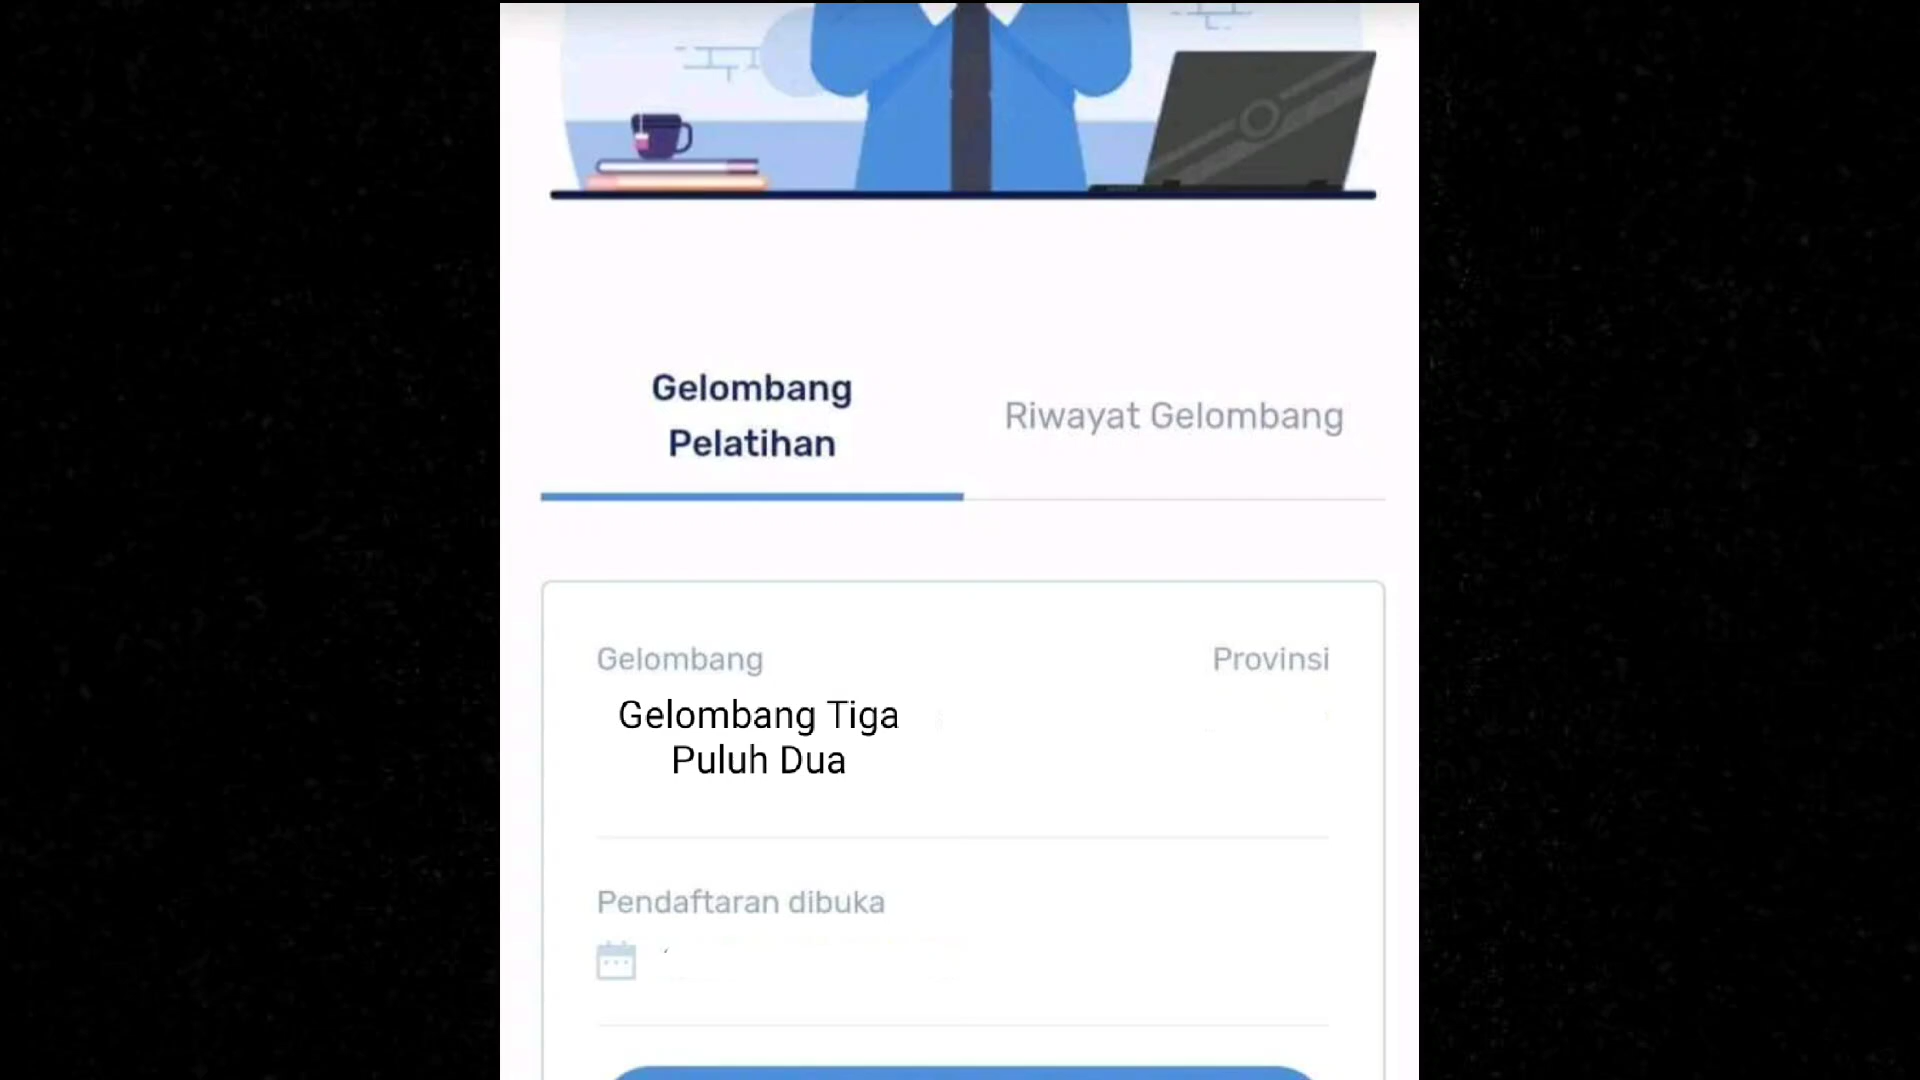 Gelombang
Pelatihan
Riwayat Gelombang
Gelombang
Provinsi
Gelombang Tiga
Puluh Dua
Pendaftaran dibuka